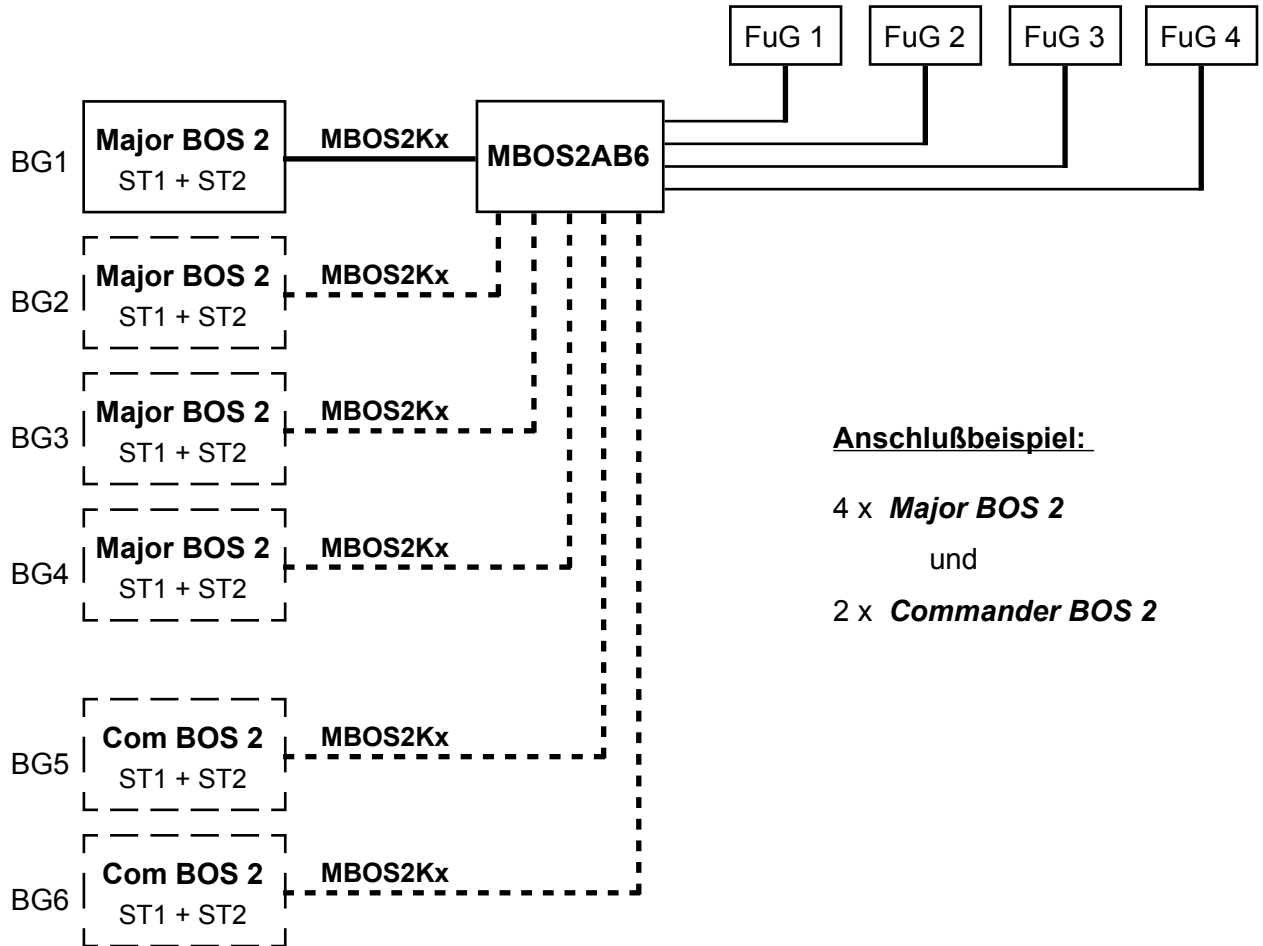 FuG 1
FuG 2
FuG 3
FuG 4
BG1
Major BOS 2
ST1 + ST2
MBOS2Kx
MBOS2AB6
BG2
Major BOS 2
ST1 + ST2
MBOS2Kx
BG3
Major BOS 2
ST1 + ST2
MBOS2Kx
BG4
Major BOS 2
ST1 + ST2
MBOS2Kx
BG5
Com BOS 2
ST1 + ST2
MBOS2Kx
BG6
Com BOS 2
ST1 + ST2
MBOS2Kx
Anschlußbeispiel:
4 x Major BOS 2
und
2 x Commander BOS 2